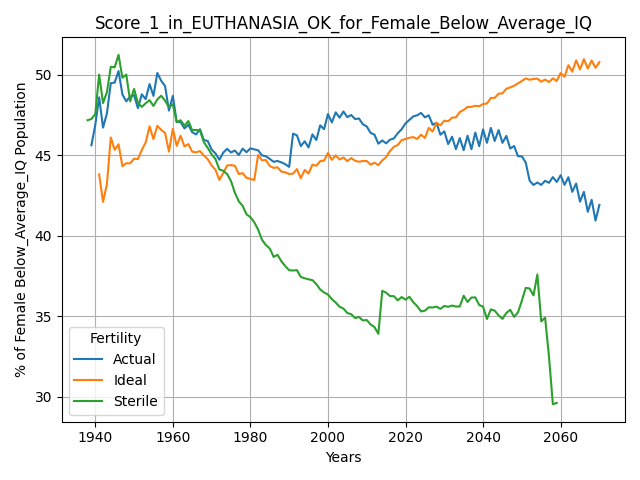 Score_1_in_EUTHANASIA_OK_for_Female_Below_Average_IQ
% of Female Below_Average_IQ Population
50
45
40
35
30
Fertility
Actual
Ideal
Sterile
1940 1960 1980 2000 2020 2040 2060
Years